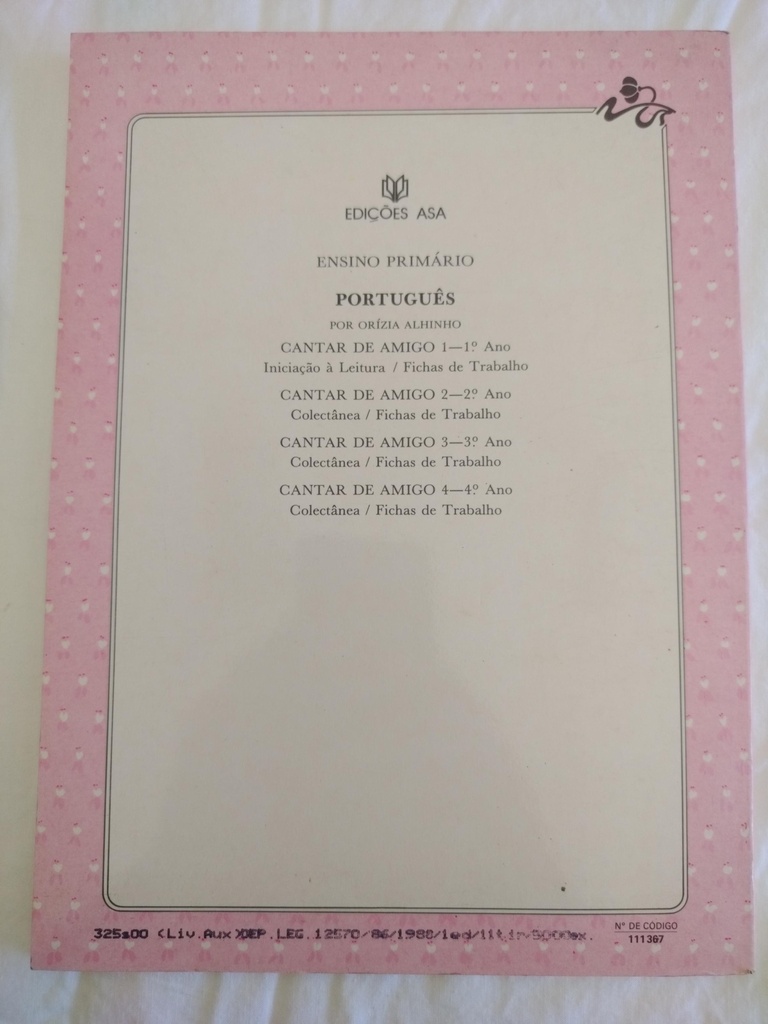 EDIÇÕES ASA
ENSINO PRIMÁRIO
PORTUGUÊS
POR ORÍZIA ALHINHO
CANTAR DE AMIGO 1—1º Ano
Iniciação à Leitura / Fichas de Trabalho
CANTAR DE AMIGO 2—2º Ano
Colectânea / Fichas de Trabalho
CANTAR DE AMIGO 3—3º Ano
Colectânea / Fichas de Trabalho
CANTAR DE AMIGO 4—4º Ano
Colectânea / Fichas de Trabalho
325$00 (Liv.Aux)DEP.LEG.12570/86/1988/1ed/
Nº DE CÓDIGO
111367